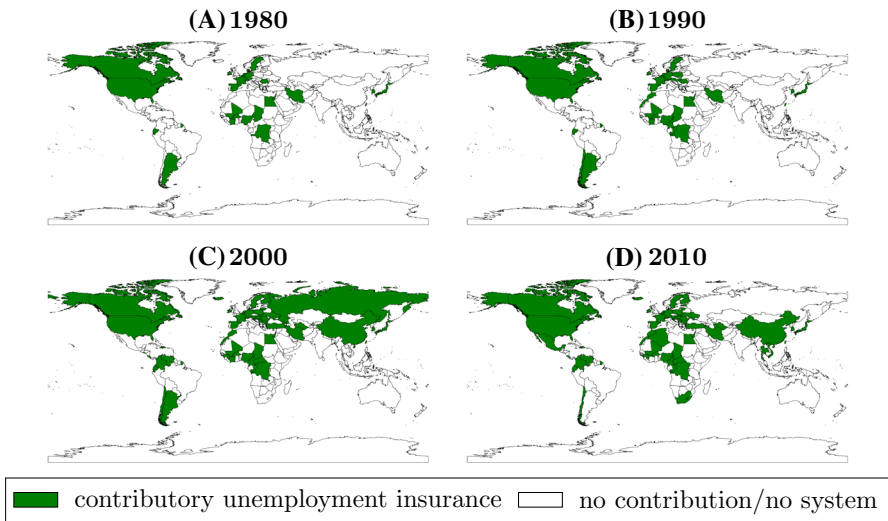 (A) 1980
(B) 1990
(C) 2000
(D) 2010
contributory unemployment insurance
no contribution/no system